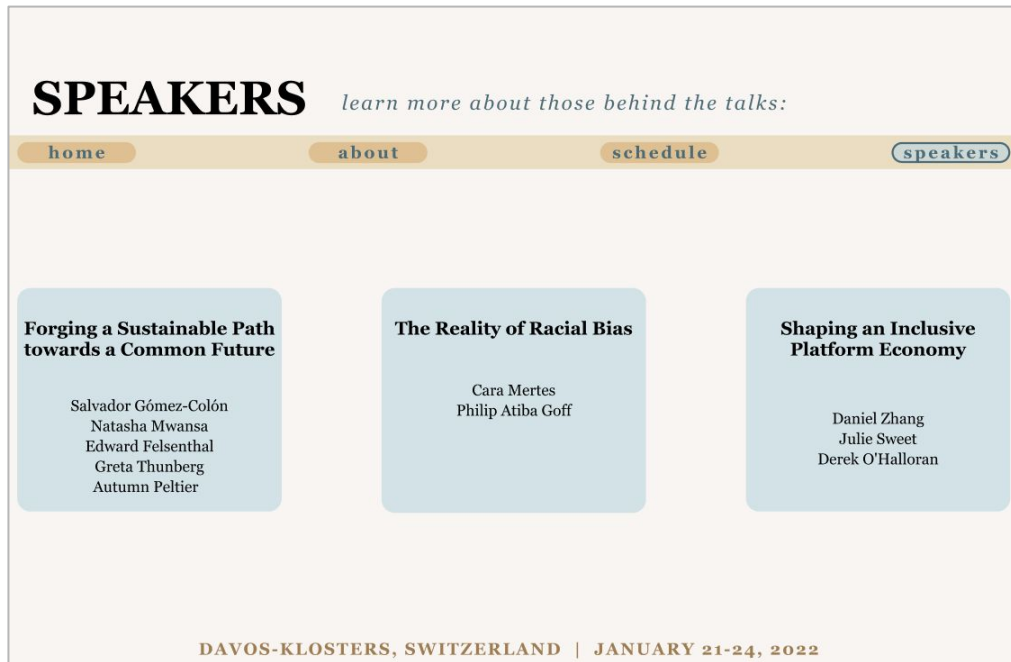 SPEAKERS learn more about those behind the talks:
home about schedule speakers
Forging a Sustainable Path
towards a Common Future
Salvador Gómez-Colón
Natasha Mwansa
Edward Felsenthal
Greta Thunberg
Autumn Peltier
The Reality of Racial Bias
Cara Mertes
Philip Atiba Goff
Shaping an Inclusive
Platform Economy
Daniel Zhang
Julie Sweet
Derek O'Halloran
DAVOS-KLOSTERS, SWITZERLAND | JANUARY 21-24, 2022